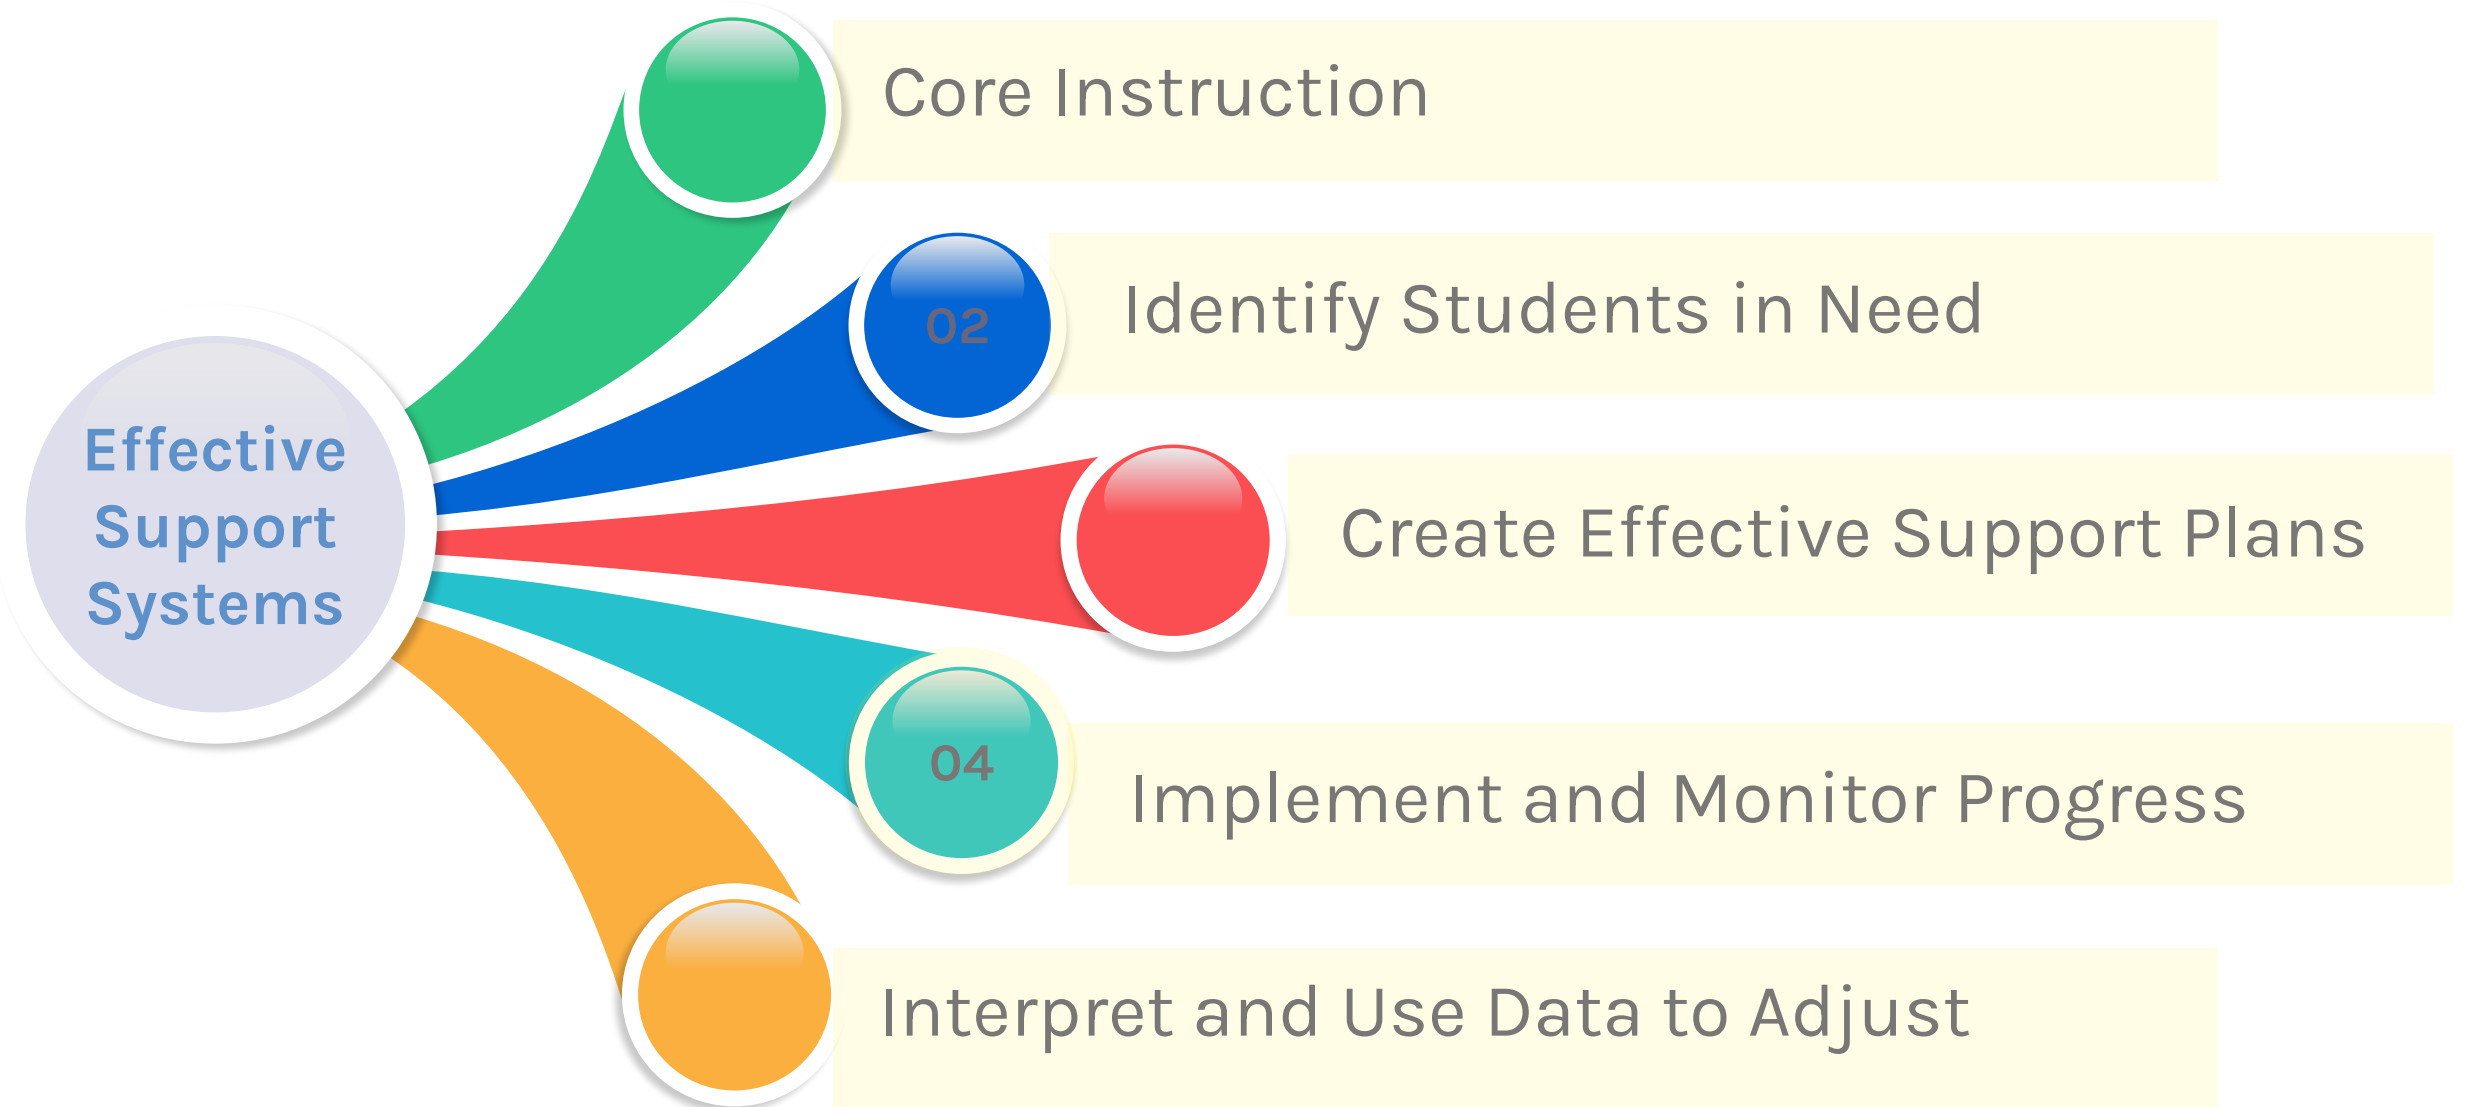 Core Instruction
02
Identify Students in Need
Effective
Support
Systems
Create Effective Support Plans
04
Implement and Monitor Progress
Interpret and Use Data to Adjust